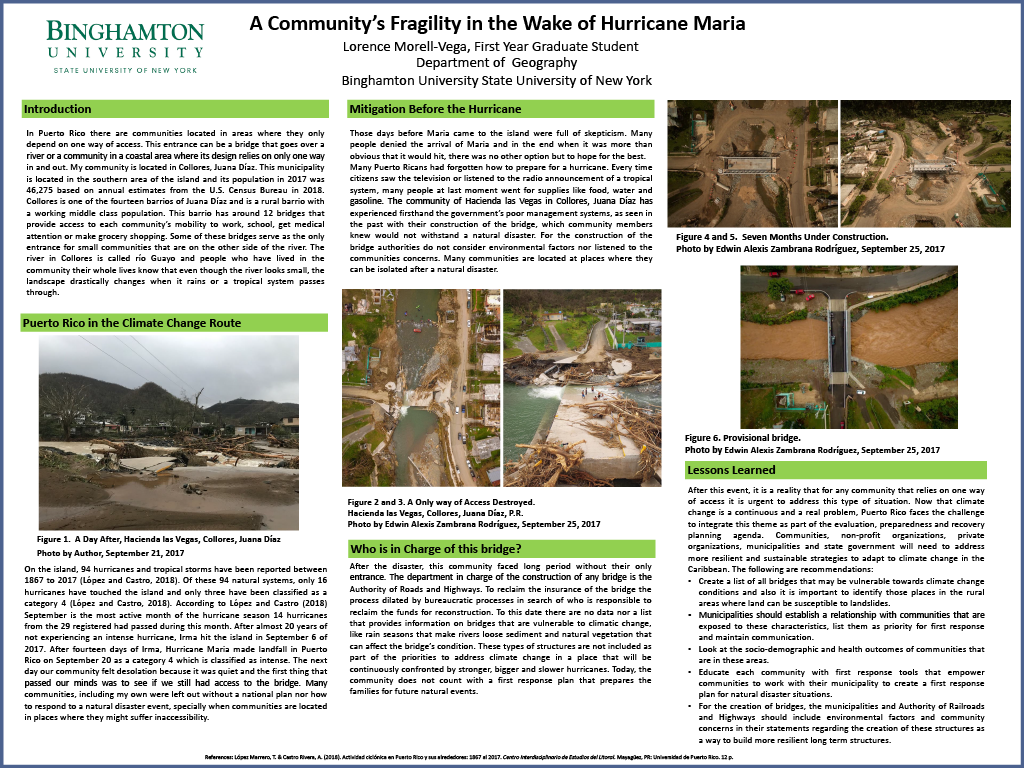 BINGHAMTON
UNIVERSITY
STATE UNIVERSITY OF NEW YORK
A Community's Fragility in the Wake of Hurricane Maria
Lorence Morell-Vega, First Year Graduate Student
Department of Geography
Binghamton University State University of New York
Introduction
In Puerto Rico there are communities located in areas where they only
depend on one way of access. This entrance can be a bridge that goes over a
river or a community in a coastal area where its design relies on only one way
in and out. My community is located in Collores, Juana Díaz. This municipality
is located in the southern area of the island and its population in 2017 was
46,275 based on annual estimates from the U.S. Census Bureau in 2018.
Collores is one of the fourteen barrios of Juana Díaz and is a rural barrio with
a working middle class population. This barrio has around 12 bridges that
provide access to each community's mobility to work, school, get medical
attention or make grocery shopping. Some of these bridges serve as the only
entrance for small communities that are on the other side of the river. The
river in Collores is called río Guayo and people who have lived in the
community their whole lives know that even though the river looks small, the
landscape drastically changes when it rains or a tropical system passes
through.
Puerto Rico in the Climate Change Route
Figure 1. A Day After, Hacienda las Vegas, Collores, Juana Díaz
Photo by Author, September 21, 2017
On the island, 94 hurricanes and tropical storms have been reported between
1867 to 2017 (López and Castro, 2018). Of these 94 natural systems, only 16
hurricanes have touched the island and only three have been classified as a
category 4 (López and Castro, 2018). According to López and Castro (2018)
September is the most active month of the hurricane season 14 hurricanes
from the 29 registered had passed during this month. After almost 20 years of
not experiencing an intense hurricane, Irma hit the island in September 6 of
2017. After fourteen days of Irma, Hurricane Maria made landfall in Puerto
Rico on September 20 as a category 4 which is classified as intense. The next
day our community felt desolation because it was quiet and the first thing that
passed our minds was to see if we still had access to the bridge. Many
communities, including my own were left out without a national plan nor how
to respond to a natural disaster event, specially when communities are located
in places where they might suffer inaccessibility.
Mitigation Before the Hurricane
Those days before Maria came to the island were full of skepticism. Many
people denied the arrival of Maria and in the end when it was more than
obvious that it would hit, there was no other option but to hope for the best.
Many Puerto Ricans had forgotten how to prepare for a hurricane. Every time
citizens saw the television or listened to the radio announcement of a tropical
system, many people at last moment went for supplies like food, water and
gasoline. The community of Hacienda las Vegas in Collores, Juana Díaz has
experienced firsthand the government's poor management systems, as seen in
the past with their construction of the bridge, which community members
knew would not withstand a natural disaster. For the construction of the
bridge authorities do not consider environmental factors nor listened to the
communities concerns. Many communities are located at places where they
can be isolated after a natural disaster.
Figure 2 and 3. A Only way of Access Destroyed.
Hacienda las Vegas, Collores, Juana Díaz, P.R.
Photo by Edwin Alexis Zambrana Rodríguez, September 25, 2017
Who is in Charge of this bridge?
After the disaster, this community faced long period without their only
entrance. The department in charge of the construction of any bridge is the
Authority of Roads and Highways. To reclaim the insurance of the bridge the
process dilated by bureaucratic processes in search of who is responsible to
reclaim the funds for reconstruction. To this date there are no data nor a list
that provides information on bridges that are vulnerable to climatic change,
like rain seasons that make rivers loose sediment and natural vegetation that
can affect the bridge's condition. These types of structures are not included as
part of the priorities to address climate change in a place that will be
continuously confronted by stronger, bigger and slower hurricanes. Today, the
community does not count with a first response plan that prepares the
families for future natural events.
Figure 4 and 5. Seven Months Under Construction.
Photo by Edwin Alexis Zambrana Rodríguez, September 25, 2017
Figure 6. Provisional bridge.
Photo by Edwin Alexis Zambrana Rodríguez, September 25, 2017
Lessons Learned
After this event, it is a reality that for any community that relies on one way
of access it is urgent to address this type of situation. Now that climate
change is a continuous and a real problem, Puerto Rico faces the challenge
to integrate this theme as part of the evaluation, preparedness and recovery
planning agenda. Communities, non-profit organizations, private
organizations, municipalities and state government will need to address
more resilient and sustainable strategies to adapt to climate change in the
Caribbean. The following are recommendations:
• Create a list of all bridges that may be vulnerable towards climate change
conditions and also it is important to identify those places in the rural
areas where land can be susceptible to landslides.
• Municipalities should establish a relationship with communities that are
exposed to these characteristics, list them as priority for first response
and maintain communication.
• Look at the socio-demographic and health outcomes of communities that
are in these areas.
• Educate each community with first response tools that empower
communities to work with their municipality to create a first response
plan for natural disaster situations.
• For the creation of bridges, the municipalities and Authority of Railroads
and Highways should include environmental factors and community
concerns in their statements regarding the creation of these structures as
a way to build more resilient long term structures.
References: López Marrero, T. & Castro Rivera, A. (2018). Actividad ciclónica en Puerto Rico y sus alrededores: 1867 al 2017. Centro Interdisciplinario de Estudios del Litoral. Mayagüez, PR: Universidad de Puerto Rico. 12 p.